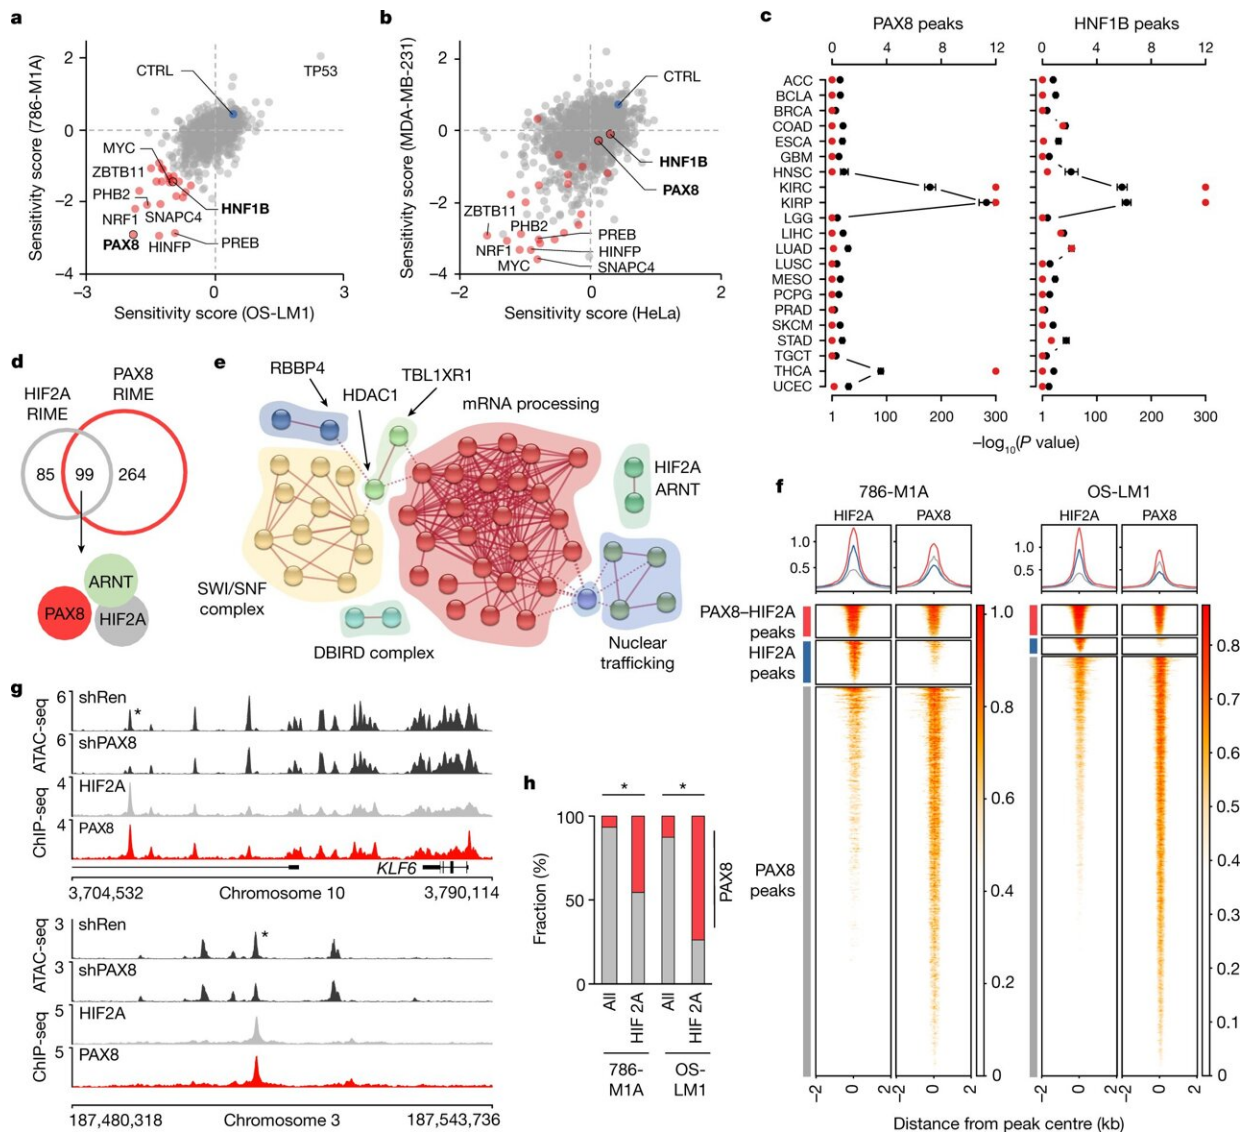 a
Sensitivity score (786-M1A)
2
0
−2
−4
−3
0
3
Sensitivity score (OS-LM1)
CTRL
TP53
MYC
ZBTB11
PHB2
NRF1
SNAPC4
HNF1B
PAX8
HINFP
PREB
b
Sensitivity score (MDA-MB-231)
2
0
−2
−4
−2
0
2
Sensitivity score (HeLa)
CTRL
HNF1B
PAX8
ZBTB11
PHB2
PREB
NRF1
HINFP
MYC
SNAPC4
c
PAX8 peaks
HNF1B peaks
0 4 8 12
0 4 8 12
ACC
BCLA
BRCA
COAD
ESCA
GBM
HNSC
KIRC
KIRP
LGG
LIHC
LUAD
LUSC
MESO
PCPG
PRAD
SKCM
STAD
TGCT
THCA
UCEC
1 100 200 300
1 100 200 300
−log10(P value)
d
HIF2A
RIME
PAX8
RIME
85 99 264
ARNT
PAX8
HIF2A
e
RBBP4
HDAC1
TBL1XR1
mRNA processing
HIF2A
ARNT
SWI/SNF
complex
DBIRD complex
Nuclear
trafficking
f
786-M1A
OS-LM1
HIF2A PAX8
HIF2A PAX8
1.0
0.5
1.0
0.5
PAX8–HIF2A
peaks
HIF2A
peaks
PAX8
peaks
1.0
0.8
0.6
0.4
0.2
0
0.8
0.7
0.6
0.5
0.4
0.3
0.2
0.1
0
−2 0 2 −2 0 2
−2 0 2 −2 0 2
Distance from peak centre (kb)
g
ATAC-seq
6 shRen
*
6 shPAX8
ChIP-seq
4 HIF2A
4 PAX8
KLF6
3,704,532 Chromosome 10 3,790,114
ATAC-seq
3 shRen
*
3 shPAX8
ChIP-seq
5 HIF2A
5 PAX8
187,480,318 Chromosome 3 187,543,736
h
* *
Fraction (%)
100
50
0
PAX8
All
HIF 2A
All
HIF 2A
786-
M1A
OS-
LM1